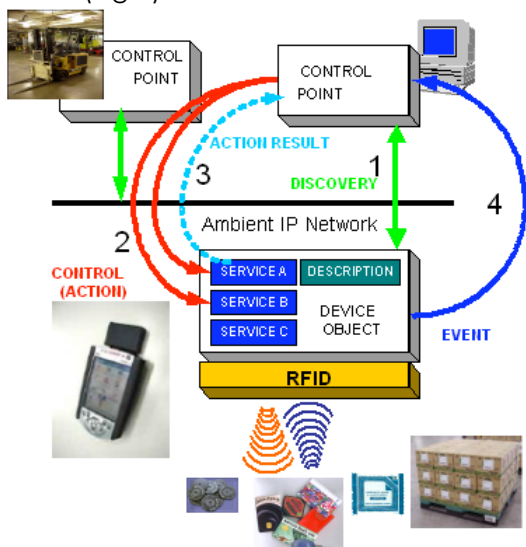 CONTROL
POINT
CONTROL
POINT
ACTION RESULT
1
3
DISCOVERY
4
Ambient IP Network
2
CONTROL
(ACTION)
SERVICE A
DESCRIPTION
SERVICE B
DEVICE
OBJECT
SERVICE C
EVENT
RFID